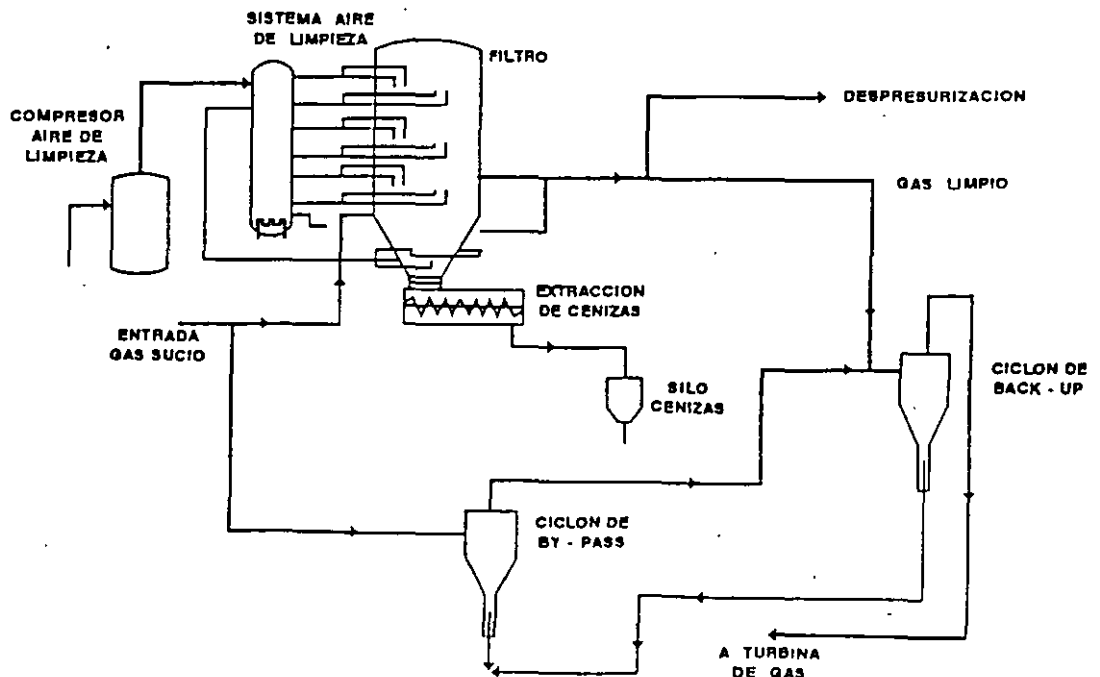 SISTEMA AIRE
DE LIMPIEZA
FILTRO
COMPRESOR
AIRE DE
LIMPIEZA
DESPRESURIZACION
GAS LIMPIO
EXTRACCION
DE CENIZAS
ENTRADA
GAS SUCIO
SILO
CENIZAS
CICLON DE
BACK - UP
CICLON DE
BY - PASS
A TURBINA
DE GAS